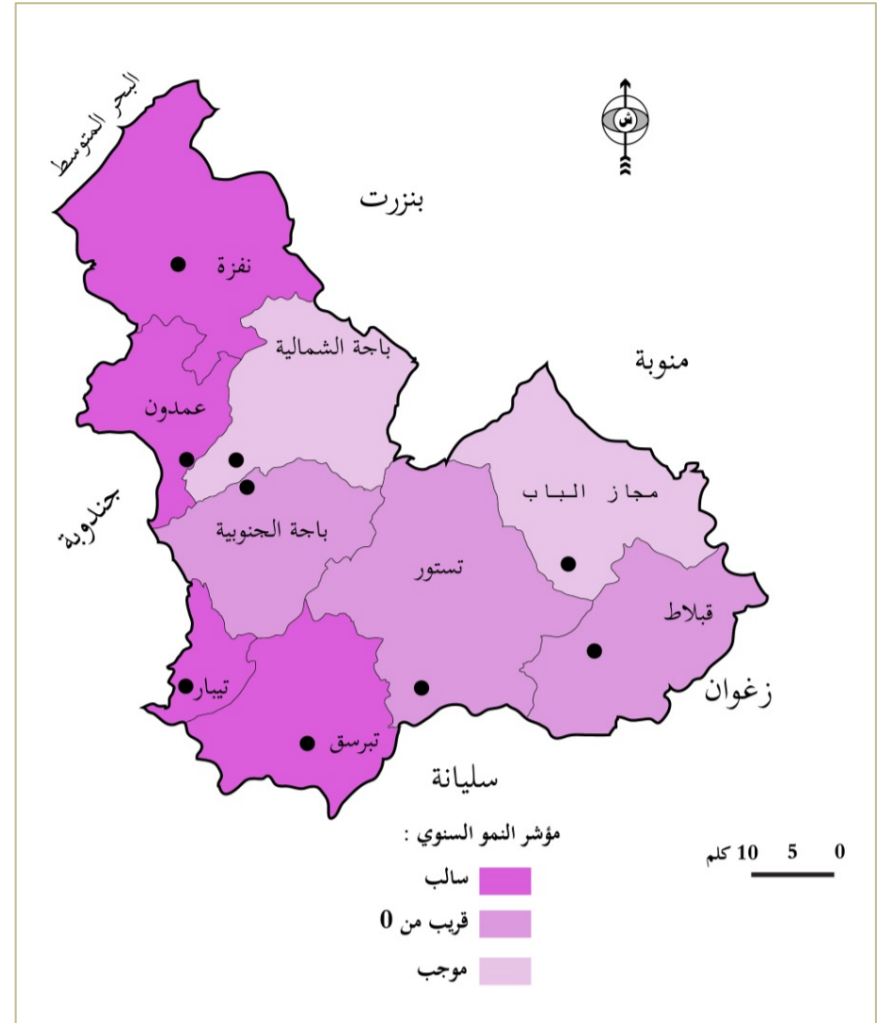 البحر المتوسط
ش
بنزرت
نفزة
باجة الشمالية
منوبة
عمدون
مجاز الباب
جندوبة
باجة الجنوبية
تستور
قبلاط
تيبار
زغوان
تبرسق
سليانة
مؤشر النمو السنوي :
سالب
قريب من 0
موجب
0 5 10 كلم